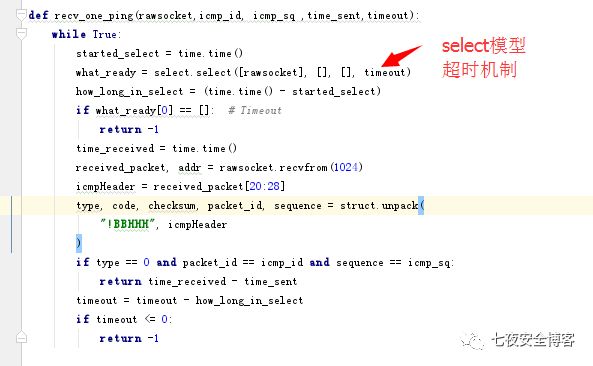 def recv_one_ping(rawsocket,icmp_id, icmp_sq ,time_sent,timeout):
    while True:
        started_select = time.time()
        what_ready = select.select([rawsocket], [], [], timeout)
        how_long_in_select = (time.time() - started_select)
        if what_ready[0] == []:  # Timeout
            return -1
        time_received = time.time()
        received_packet, addr = rawsocket.recvfrom(1024)
        icmpHeader = received_packet[20:28]
        type, code, checksum, packet_id, sequence = struct.unpack(
            "!BBHHH", icmpHeader
        )
        if type == 0 and packet_id == icmp_id and sequence == icmp_sq:
            return time_received - time_sent
        timeout = timeout - how_long_in_select
        if timeout <= 0:
            return -1
select模型
超时机制
七夜安全博客